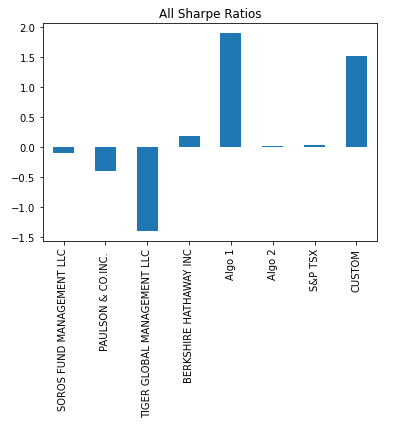 All Sharpe Ratios
2.0
1.5
1.0
0.5
0.0
−0.5
−1.0
−1.5
SOROS FUND MANAGEMENT LLC
PAULSON & CO.INC.
TIGER GLOBAL MANAGEMENT LLC
BERKSHIRE HATHAWAY INC
Algo 1
Algo 2
S&P TSX
CUSTOM